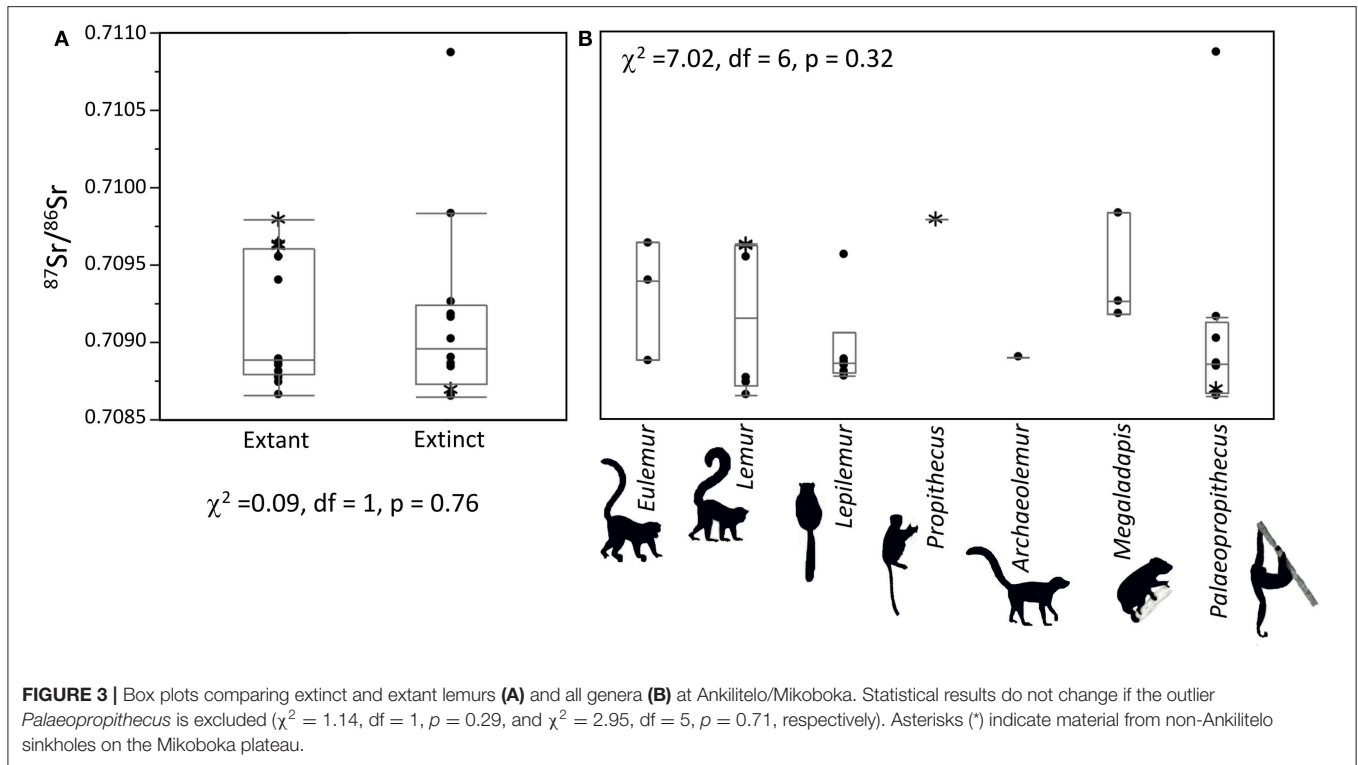 A
B
0.7110
0.7105
0.7100
0.7095
0.7090
0.7085
⁸⁷Sr/⁸⁶Sr
Extant
Extinct
χ² =0.09, df = 1, p = 0.76
χ² =7.02, df = 6, p = 0.32
Eulemur
Lemur
Lepilemur
Propithecus
Archaeolemur
Megaladapis
Palaeopropithecus
FIGURE 3 | Box plots comparing extinct and extant lemurs (A) and all genera (B) at Ankilitelo/Mikoboka. Statistical results do not change if the outlier
Palaeopropithecus is excluded (χ² = 1.14, df = 1, p = 0.29, and χ² = 2.95, df = 5, p = 0.71, respectively). Asterisks (*) indicate material from non-Ankilitelo
sinkholes on the Mikoboka plateau.